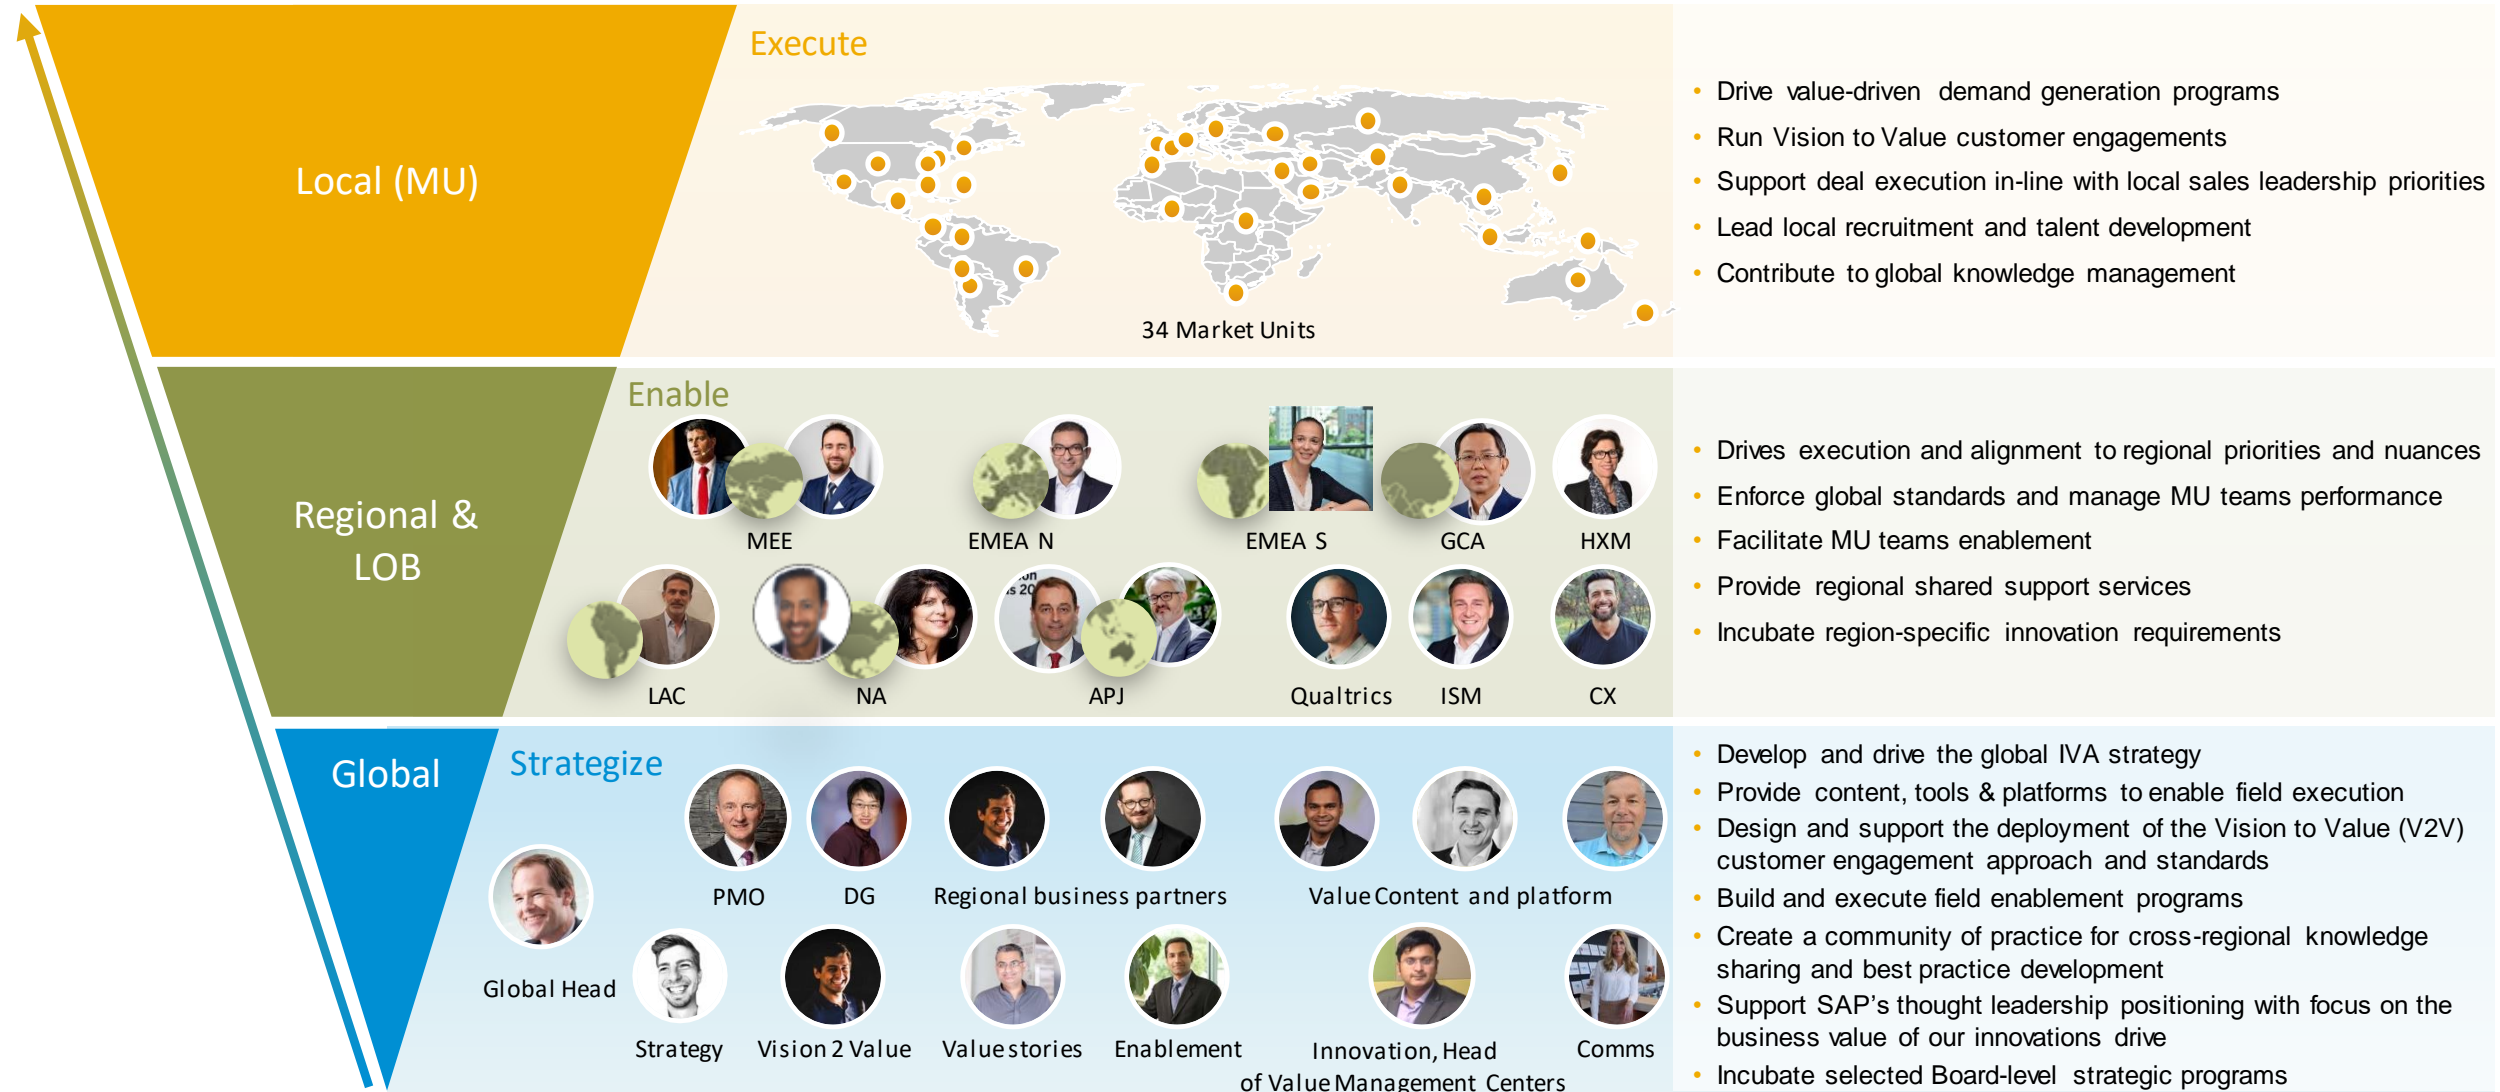 Execute
Local (MU)
34 Market Units
• Drive value-driven demand generation programs
• Run Vision to Value customer engagements
• Support deal execution in-line with local sales leadership priorities
• Lead local recruitment and talent development
• Contribute to global knowledge management
Enable
Regional &
LOB
MEE
EMEA N
EMEA S
GCA
HXM
LAC
NA
APJ
Qualtrics
ISM
CX
• Drives execution and alignment to regional priorities and nuances
• Enforce global standards and manage MU teams performance
• Facilitate MU teams enablement
• Provide regional shared support services
• Incubate region-specific innovation requirements
Global
Strategize
Global Head
PMO
DG
Regional business partners
Value Content and platform
Strategy
Vision 2 Value
Value stories
Enablement
Innovation, Head
of Value Management Centers
Comms
• Develop and drive the global IVA strategy
• Provide content, tools & platforms to enable field execution
• Design and support the deployment of the Vision to Value (V2V)
customer engagement approach and standards
• Build and execute field enablement programs
• Create a community of practice for cross-regional knowledge
sharing and best practice development
• Support SAP's thought leadership positioning with focus on the
business value of our innovations drive
• Incubate selected Board-level strategic programs